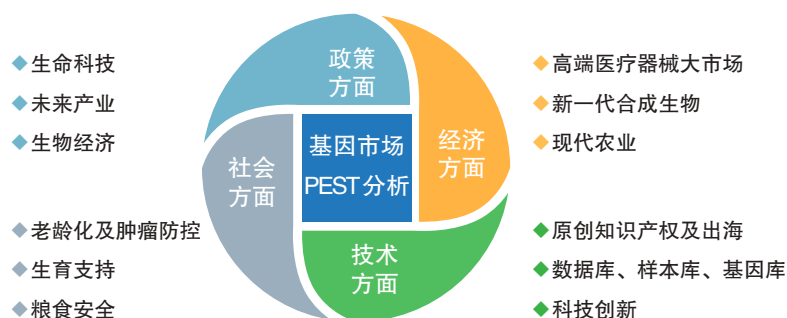 生命科技
未来产业
生物经济
政策
方面
高端医疗器械大市场
新一代合成生物
现代农业
社会
方面
基因市场
PEST分析
经济
方面
老龄化及肿瘤防控
生育支持
粮食安全
技术
方面
原创知识产权及出海
数据库、样本库、基因库
科技创新